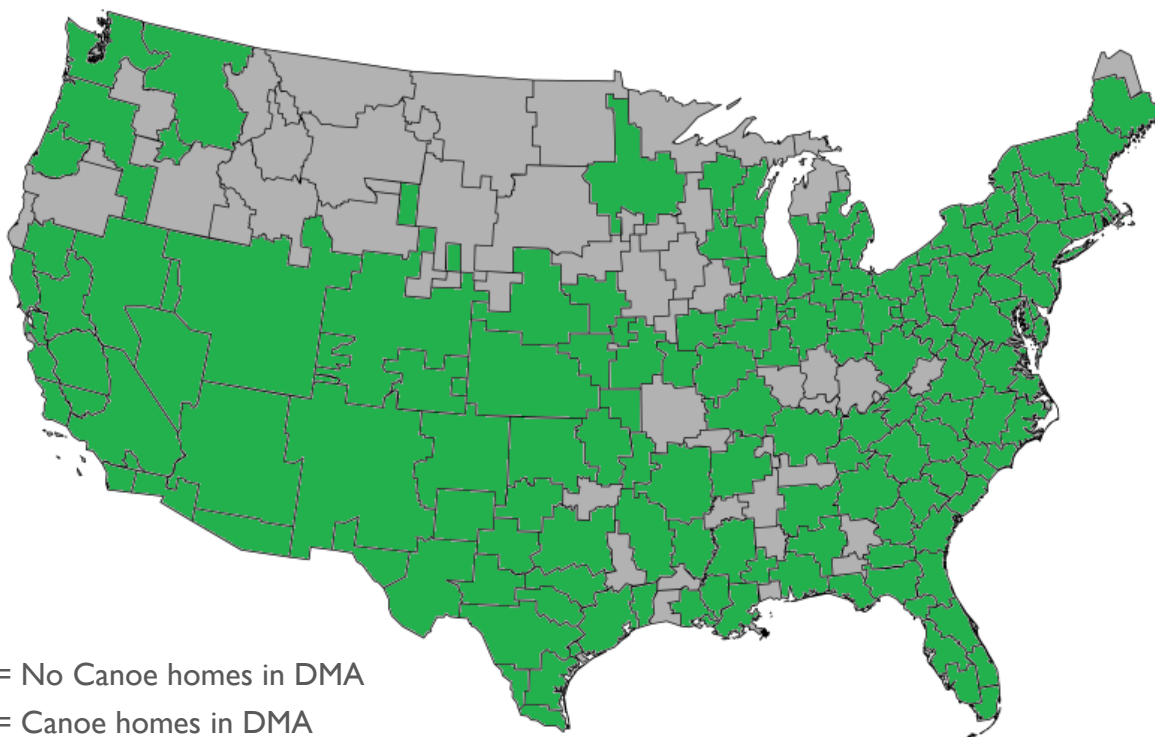 = No Canoe homes in DMA
= Canoe homes in DMA